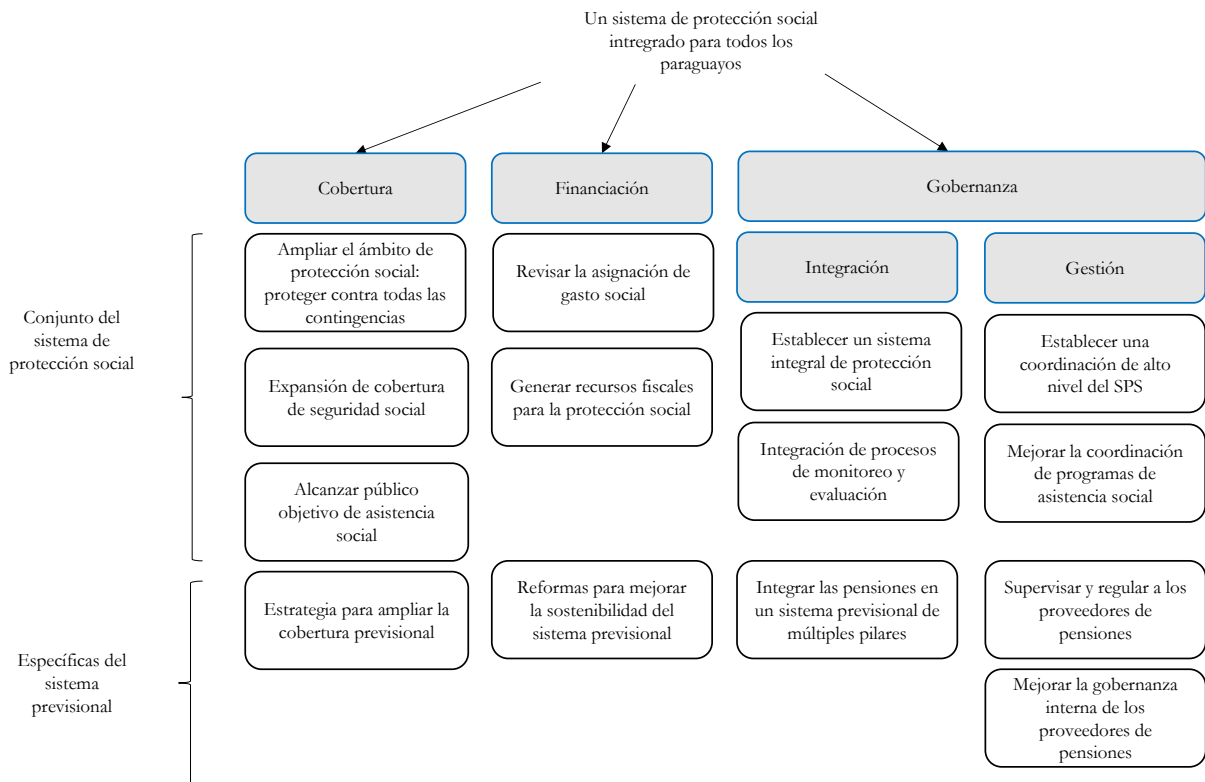 Un sistema de protección social
intregrado para todos los
paraguayos
Cobertura
Financiación
Gobernanza
Integración
Gestión
Conjunto del
sistema de
protección social
Ampliar el ámbito de
protección social:
proteger contra todas las
contingencias
Revisar la asignación de
gasto social
Establecer un sistema
integral de protección
social
Establecer una
coordinación de alto
nivel del SPS
Expansión de cobertura
de seguridad social
Generar recursos fiscales
para la protección social
Integración de procesos
de monitoreo y
evaluación
Mejorar la coordinación
de programas de
asistencia social
Alcanzar público
objetivo de asistencia
social
Específicas del
sistema
previsional
Estrategia para ampliar la
cobertura previsional
Reformas para mejorar
la sostenibilidad del
sistema previsional
Integrar las pensiones en
un sistema previsional de
múltiples pilares
Supervisar y regular a los
proveedores de
pensiones
Mejorar la gobernanza
interna de los
proveedores de
pensiones